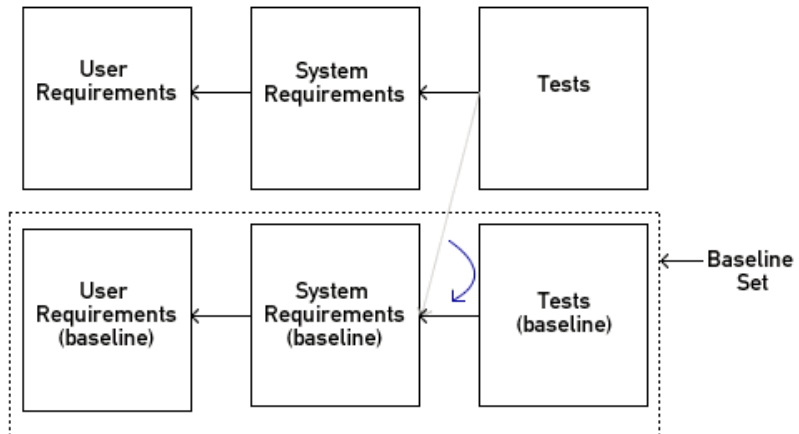 User
Requirements
System
Requirements
Tests
User
Requirements
(baseline)
System
Requirements
(baseline)
Tests
(baseline)
Baseline
Set